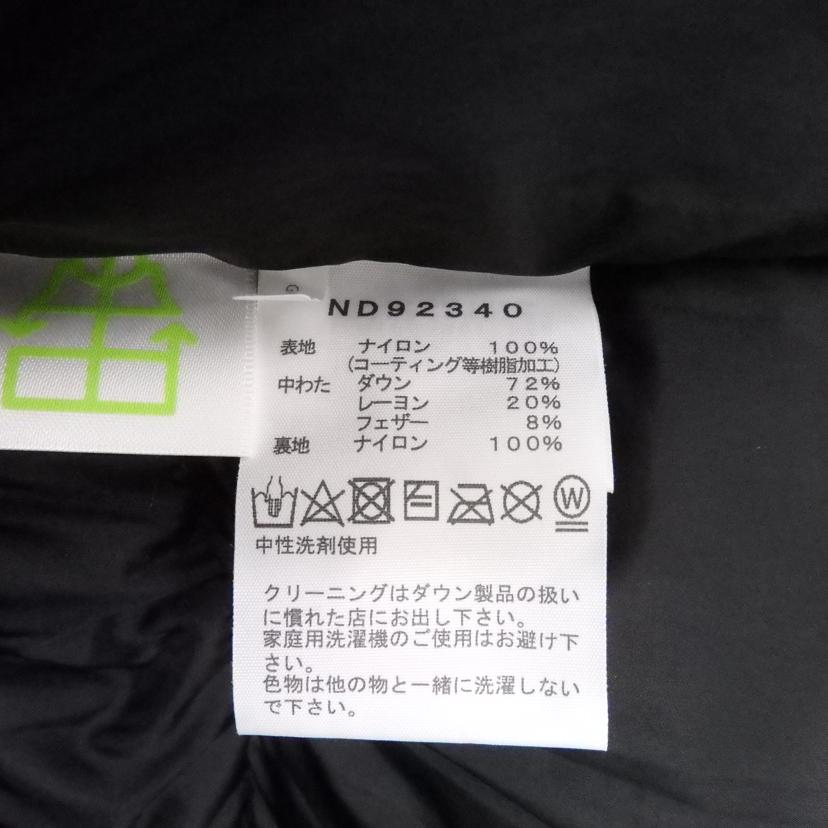 ND92340
表地 ナイロン 100%
(コーティング等樹脂加工)
中わた ダウン 72%
レーヨン 20%
フェザー 8%
裏地 ナイロン 100%
W
中性洗剤使用
クリーニングはダウン製品の扱い
に慣れた店にお出し下さい。
家庭用洗濯機のご使用はお避け下
さい。
色物は他の物と一緒に洗濯しない
で下さい。